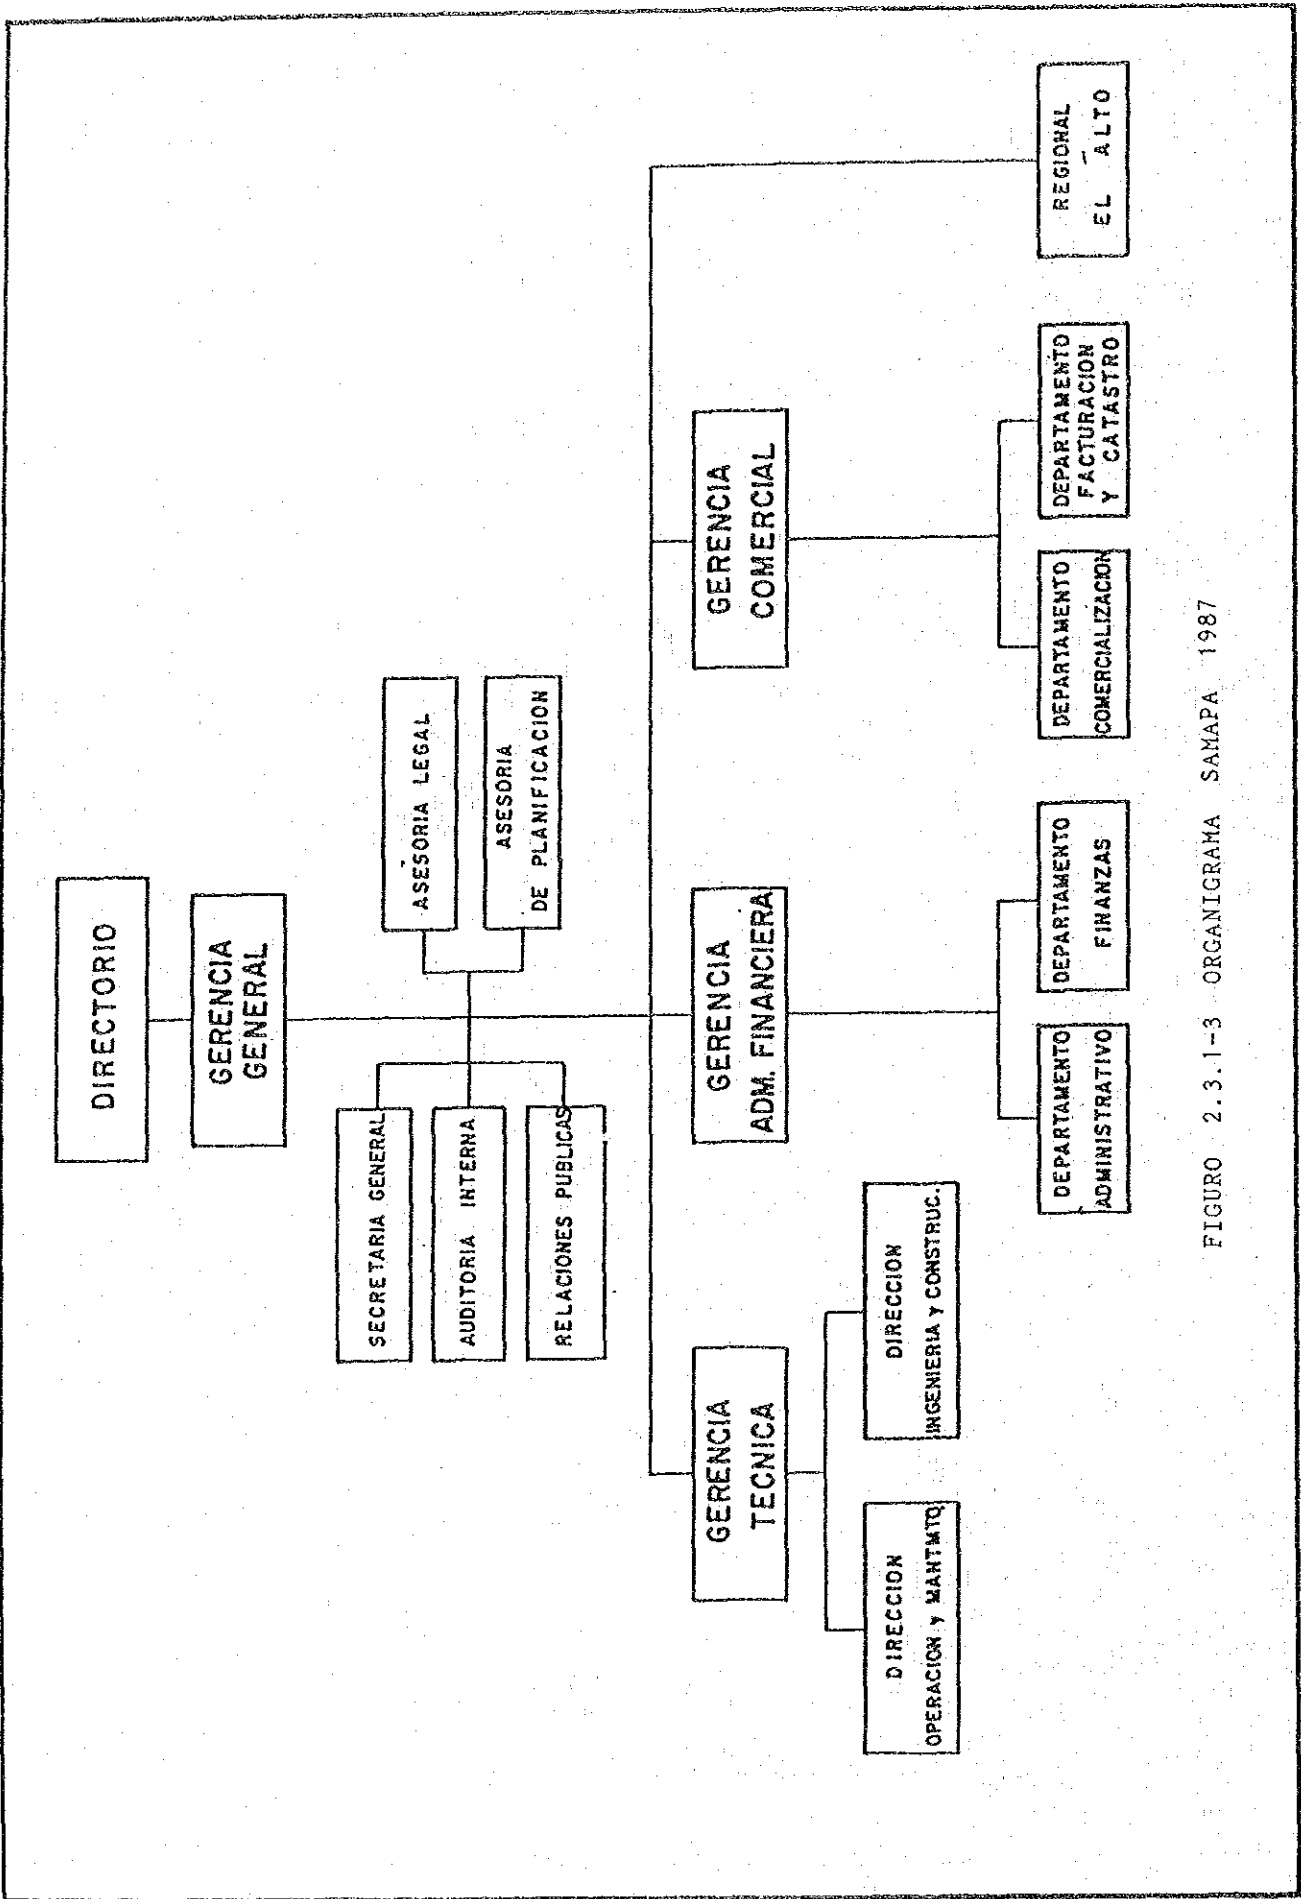 DIRECTORIO
GERENCIA
GENERAL
SECRETARIA GENERAL
AUDITORIA INTERNA
RELACIONES PUBLICAS
ASESORIA LEGAL
ASESORIA
DE PLANIFICACION
GERENCIA
TECNICA
GERENCIA
ADM. FINANCIERA
GERENCIA
COMERCIAL
DIRECCION
OPERACION y MANTMTO
DIRECCION
INGENIERIA y CONSTRUC.
DEPARTAMENTO
ADMINISTRATIVO
DEPARTAMENTO
FINANZAS
DEPARTAMENTO
COMERCIALIZACION
DEPARTAMENTO
FACTURACION
Y CATASTRO
REGIONAL
EL ALTO
FIGURO 2.3.1-3 ORGANIGRAMA SAMAPA 1987